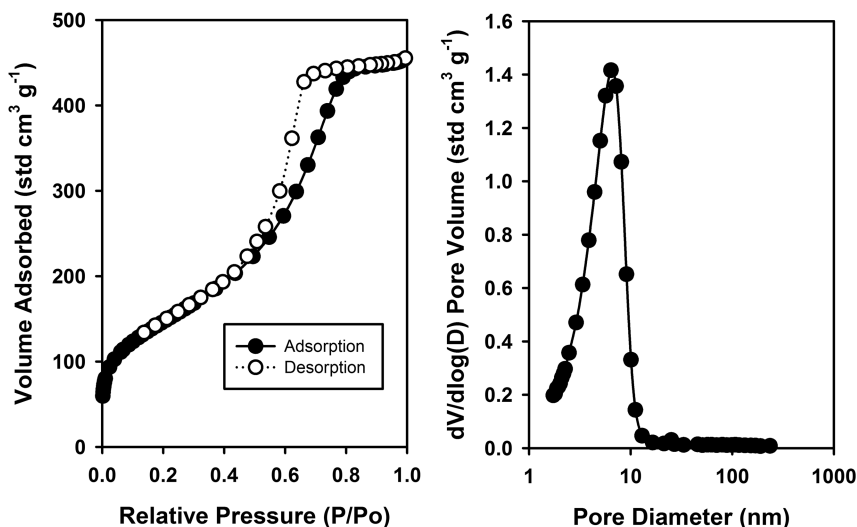 Volume Adsorbed (std cm³ g⁻¹)
500
400
300
200
100
0
0.0 0.2 0.4 0.6 0.8 1.0
Relative Pressure (P/Po)
Adsorption
Desorption
dV/dlog(D) Pore Volume (std cm³ g⁻¹)
1.6
1.4
1.2
1.0
0.8
0.6
0.4
0.2
0.0
1 10 100 1000
Pore Diameter (nm)